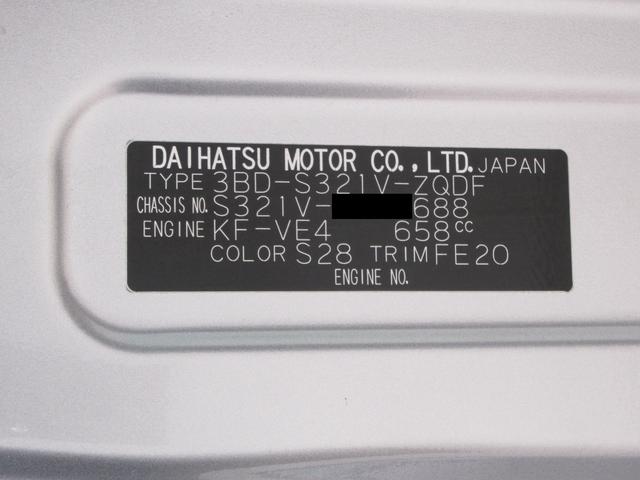 DAIHATSU MOTOR CO., LTD. JAPAN
TYPE 3BD-S321V-ZQDF
CHASSIS NO. S321V- 688
ENGINE KF-VE4 658cc
COLOR S28 TRIM FE20
ENGINE NO.